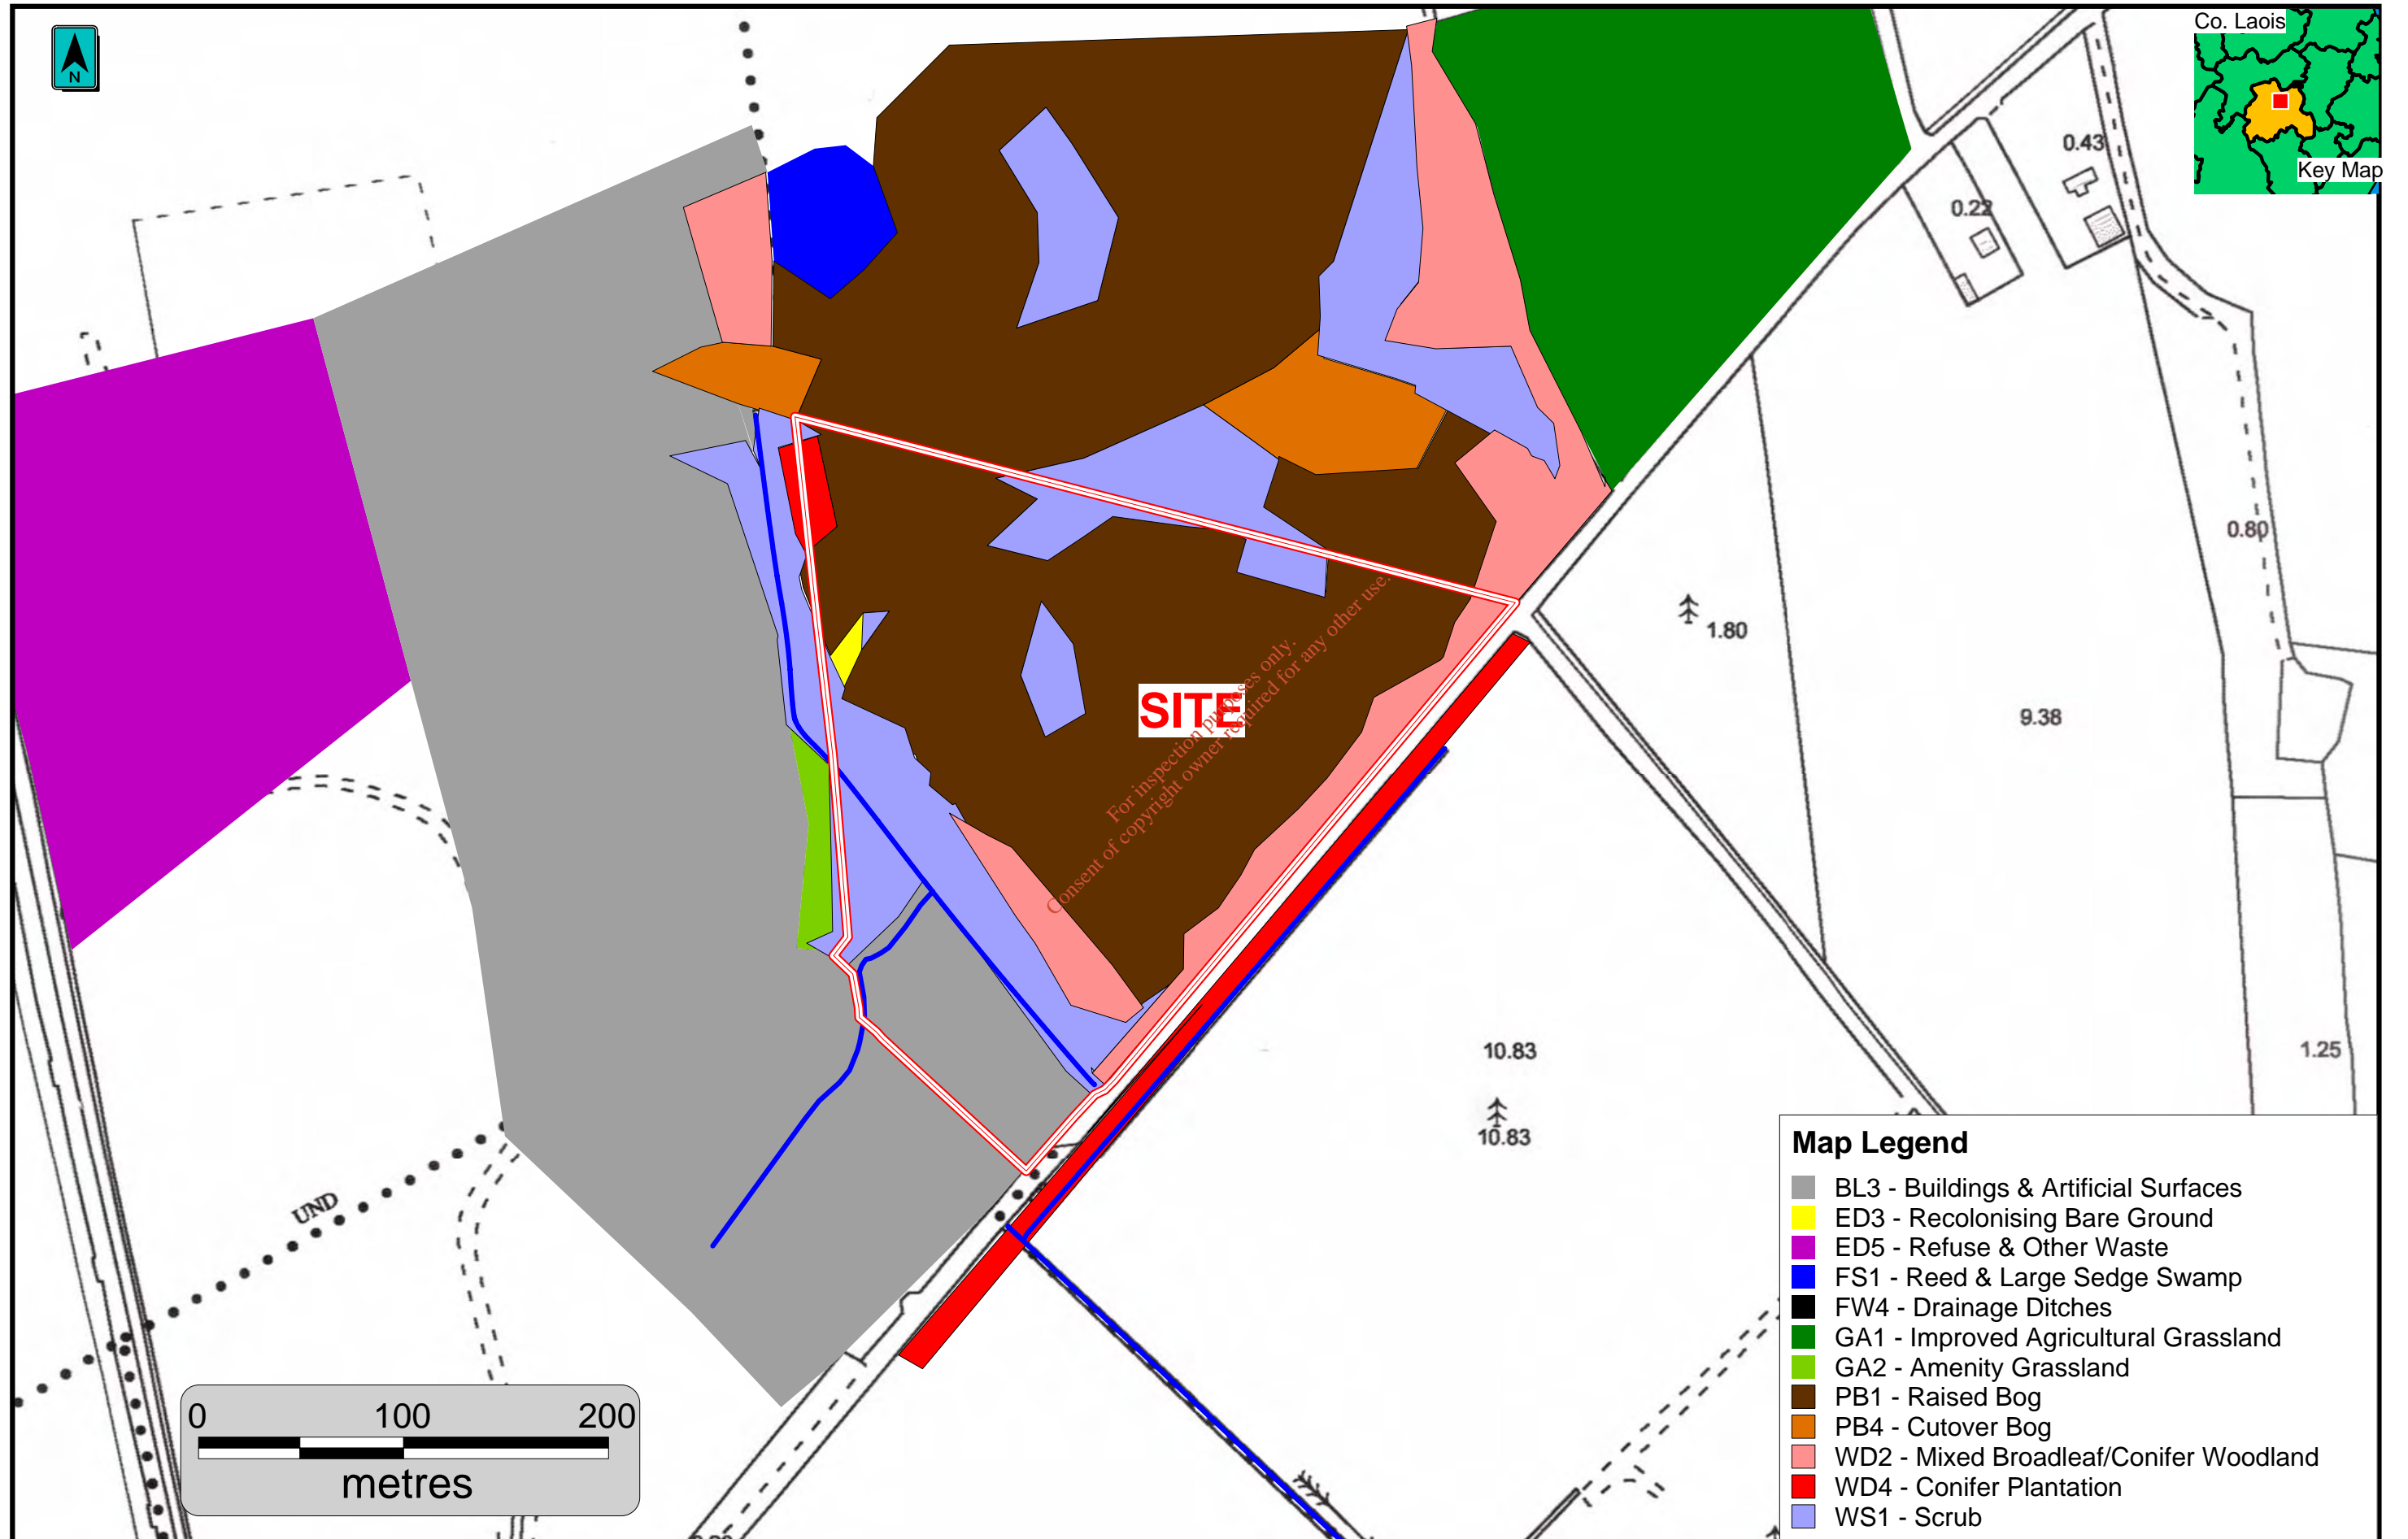 Co. Laois
Key Map
N
0.43
0.22
0.80
1.80
9.38
SITE
For inspection purposes only.
Consent of copyright owner required for any other use.
10.83
10.83
1.25
UND
0 100 200
metres
Map Legend
BL3 - Buildings & Artificial Surfaces
ED3 - Recolonising Bare Ground
ED5 - Refuse & Other Waste
FS1 - Reed & Large Sedge Swamp
FW4 - Drainage Ditches
GA1 - Improved Agricultural Grassland
GA2 - Amenity Grassland
PB1 - Raised Bog
PB4 - Cutover Bog
WD2 - Mixed Broadleaf/Conifer Woodland
WD4 - Conifer Plantation
WS1 - Scrub